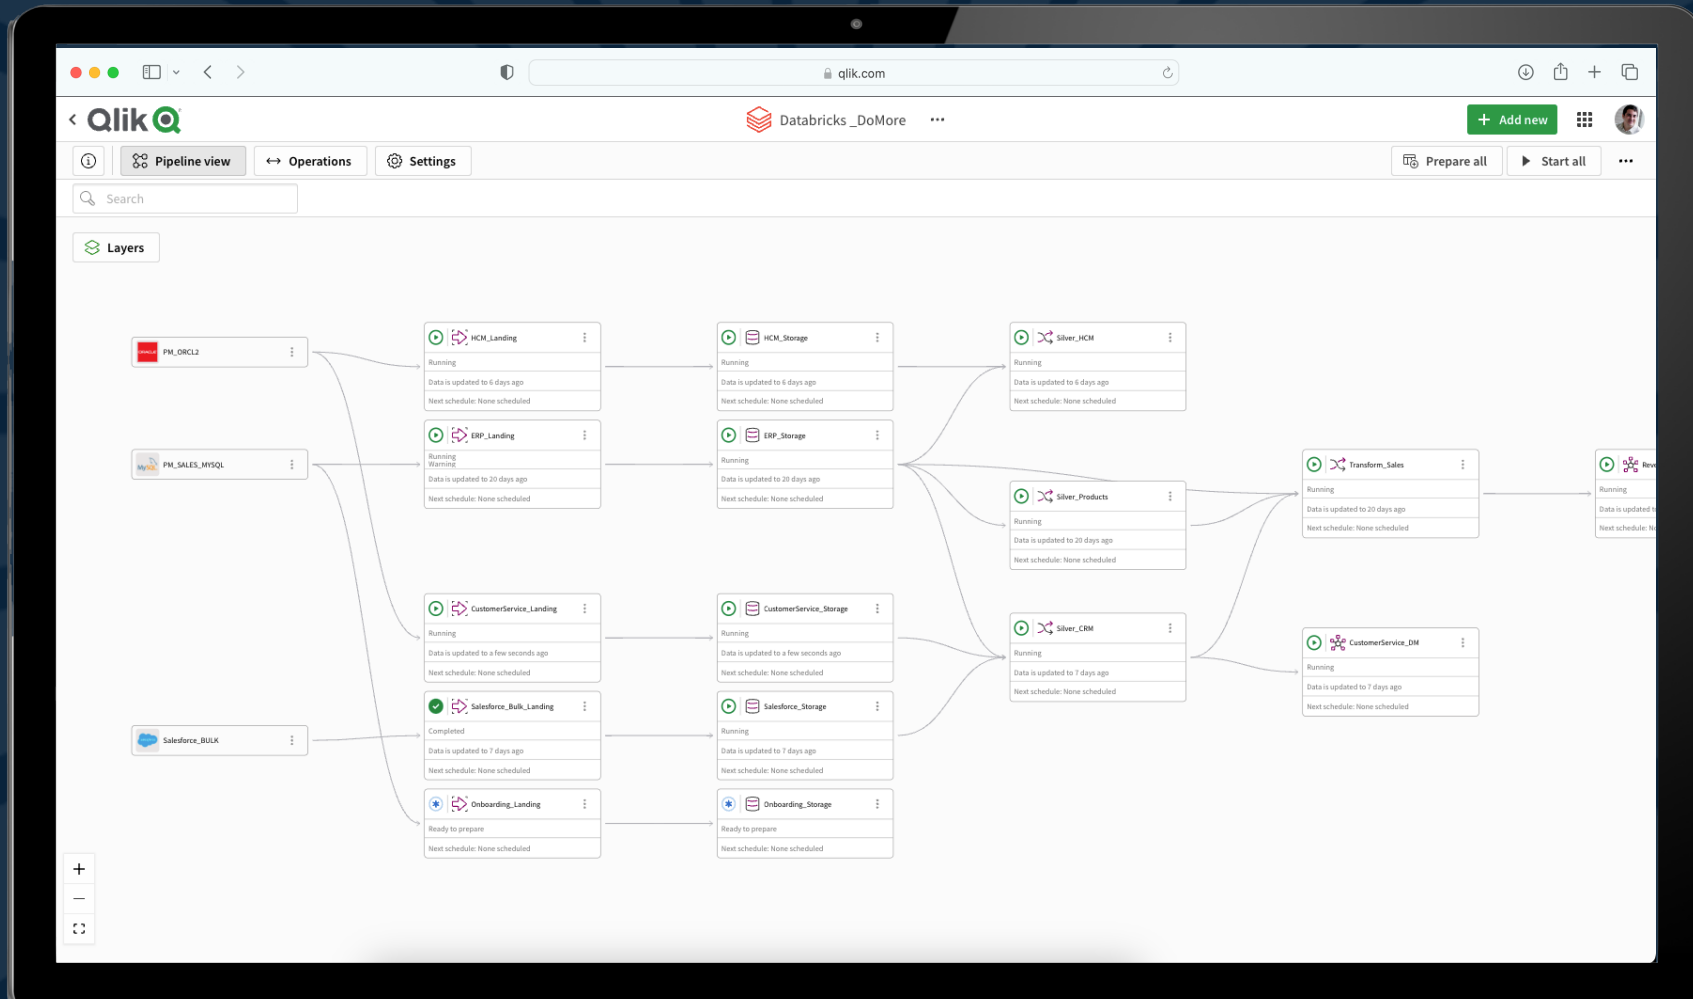 qlik.com
Qlik
Databricks _DoMore
Add new
Pipeline view
Operations
Settings
Prepare all
Start all
Search
Layers
ORACLE
PM_ORCL2
HCM_Landing
Running
Data is updated to 6 days ago
Next schedule: None scheduled
HCM_Storage
Running
Data is updated to 6 days ago
Next schedule: None scheduled
Silver_HCM
Running
Data is updated to 6 days ago
Next schedule: None scheduled
MySQL
PM_SALES_MYSQL
ERP_Landing
Running
Warning
Data is updated to 20 days ago
Next schedule: None scheduled
ERP_Storage
Running
Data is updated to 20 days ago
Next schedule: None scheduled
Silver_Products
Running
Data is updated to 20 days ago
Next schedule: None scheduled
Transform_Sales
Running
Data is updated to 20 days ago
Next schedule: None scheduled
Reve
Running
Data is updated t
Next schedule: N
CustomerService_Landing
Running
Data is updated to a few seconds ago
Next schedule: None scheduled
CustomerService_Storage
Running
Data is updated to a few seconds ago
Next schedule: None scheduled
Silver_CRM
Running
Data is updated to 7 days ago
Next schedule: None scheduled
CustomerService_DM
Running
Data is updated to 7 days ago
Next schedule: None scheduled
Salesforce_BULK
Salesforce_Bulk_Landing
Completed
Data is updated to 7 days ago
Next schedule: None scheduled
Salesforce_Storage
Running
Data is updated to 7 days ago
Next schedule: None scheduled
Onboarding_Landing
Ready to prepare
Next schedule: None scheduled
Onboarding_Storage
Ready to prepare
Next schedule: None scheduled